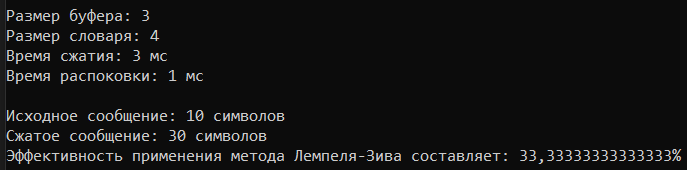 Размер буфера: 3
Размер словаря: 4
Время сжатия: 3 мс
Время распоковки: 1 мс
Исходное сообщение: 10 символов
Сжатое сообщение: 30 символов
Эффективность применения метода Лемпеля-Зива составляет: 33,33333333333333%